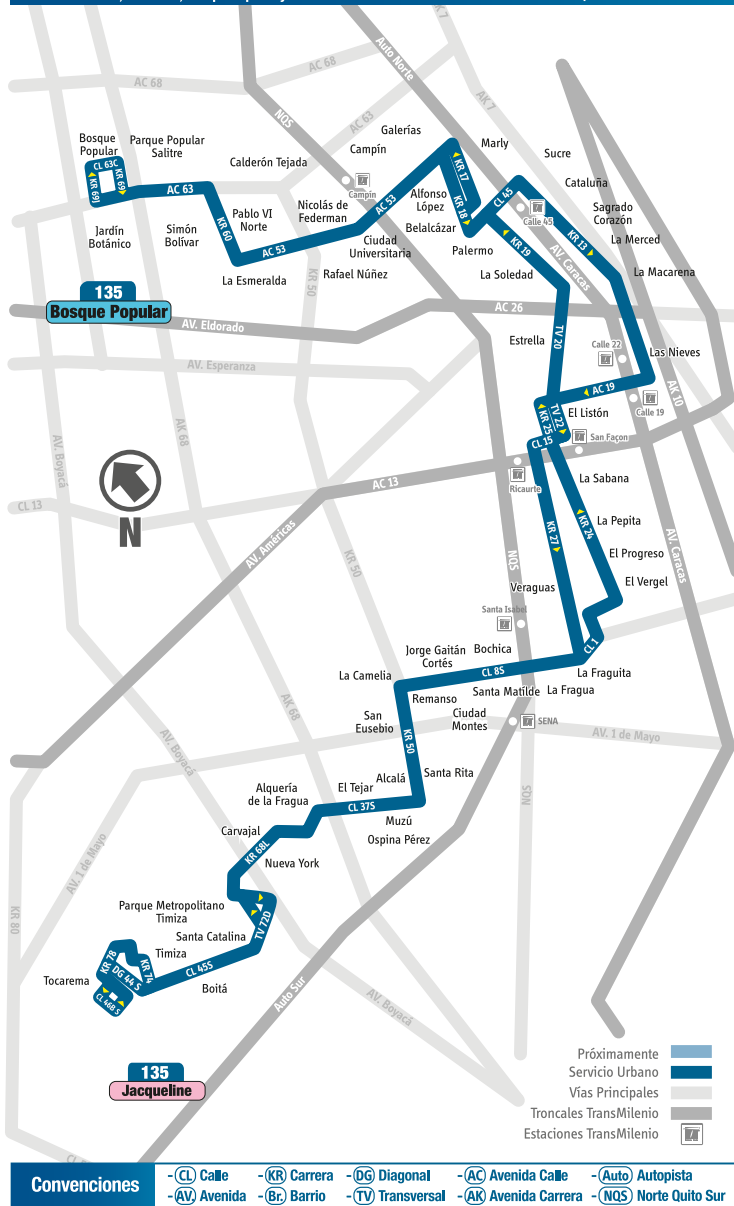 AK 7
Auto Norte
AC 68
AC 68
AK 7
NQS
AC 63
Galerías
Marly
Bosque
Popular
Parque Popular
Salitre
Campín
Sucre
CL 63C
KR 69I
KR 69
Calderón Tejada
KR 17
Cataluña
Campín
AC 63
Alfonso
López
CL 45
Sagrado
Corazón
Nicolás de
Federman
AC 53
KR 18
Calle 45
Pablo VI
Norte
Belalcázar
La Merced
Jardín
Botánico
Simón
Bolívar
KR 60
Ciudad
Universitaria
KR 19
KR 13
AC 53
Palermo
AV. Caracas
La Macarena
La Esmeralda
Rafael Núñez
La Soledad
KR 50
135
Bosque Popular
AC 26
AV. Eldorado
Estrella
TV 20
Calle 22
Las Nieves
AV. Esperanza
AK 10
AC 19
Calle 19
AK 68
TV 22
KR 25
El Listón
AV. Boyacá
CL 15
San Façon
N
Ricaurte
La Sabana
AC 13
CL 13
KR 24
La Pepita
KR 27
AV. Américas
NQS
El Progreso
AV. Caracas
KR 50
Veraguas
El Vergel
Santa Isabel
CL 1
Jorge Gaitán
Cortés
Bochica
La Camelia
CL 8S
La Fraguita
Remanso
Santa Matilde
La Fragua
San
Eusebio
Ciudad
Montes
SENA
AK 68
AV. 1 de Mayo
KR 50
AV. Boyacá
Alquería
de la Fragua
El Tejar
Alcalá
Santa Rita
NQS
CL 37S
Muzú
Carvajal
Ospina Pérez
KR 68L
Nueva York
AV. 1 de Mayo
Parque Metropolitano
Timiza
KR 80
Santa Catalina
TV 72D
Timiza
KR 78
KR 74
DG 44 S
CL 45S
Tocarema
Boitá
CL 46B S
Auto Sur
AV. Boyacá
135
Jacqueline
Próximamente
Servicio Urbano
Vías Principales
Troncales TransMilenio
Estaciones TransMilenio
Convenciones
- CL Calle - KR Carrera - DG Diagonal - AC Avenida Calle - Auto Autopista
- AV. Avenida - Br. Barrio - TV Transversal - AK Avenida Carrera - NQS Norte Quito Sur